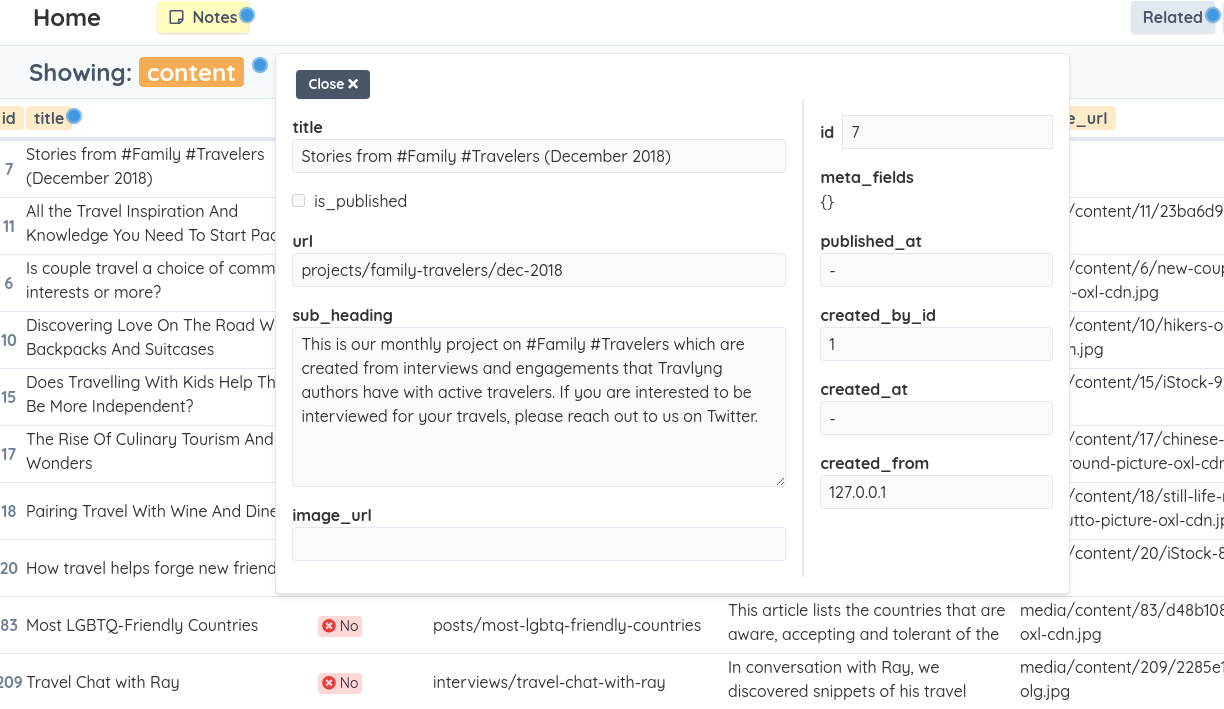 Home
Notes
Related
Showing: content
id title
e_url
7
Stories from #Family #Travelers
(December 2018)
11
All the Travel Inspiration And
Knowledge You Need To Start Pac
/content/11/23ba6d9
6
Is couple travel a choice of comm
interests or more?
/content/6/new-coup
-oxl-cdn.jpg
10
Discovering Love On The Road W
Backpacks And Suitcases
/content/10/hikers-o
n.jpg
15
Does Travelling With Kids Help Th
Be More Independent?
/content/15/iStock-9
17
The Rise Of Culinary Tourism And
Wonders
/content/17/chinese-
round-picture-oxl-cdn
18 Pairing Travel With Wine And Dine
/content/18/still-life-
utto-picture-oxl-cdn.jp
20 How travel helps forge new friend
/content/20/iStock-8
Close
title
Stories from #Family #Travelers (December 2018)
is_published
url
projects/family-travelers/dec-2018
sub_heading
This is our monthly project on #Family #Travelers which are
created from interviews and engagements that Travlyng
authors have with active travelers. If you are interested to be
interviewed for your travels, please reach out to us on Twitter.
image_url
id 7
meta_fields
{}
published_at
-
created_by_id
1
created_at
-
created_from
127.0.0.1
83 Most LGBTQ-Friendly Countries
No
posts/most-lgbtq-friendly-countries
This article lists the countries that are
aware, accepting and tolerant of the
media/content/83/d48b108
oxl-cdn.jpg
209 Travel Chat with Ray
No
interviews/travel-chat-with-ray
In conversation with Ray, we
discovered snippets of his travel
media/content/209/2285e1
olg.jpg